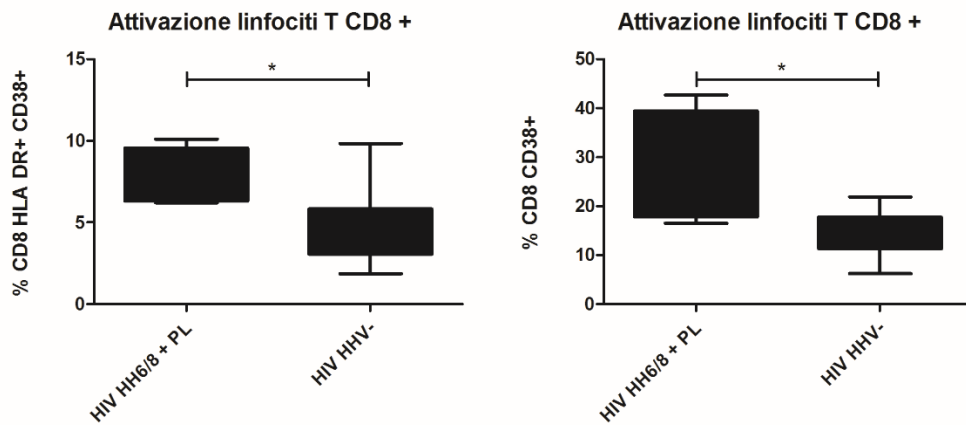 Attivazione linfociti T CD8 +
% CD8 HLA DR+ CD38+
15
10
5
0
*
HIV HH6/8 + PL
HIV HHV-
Attivazione linfociti T CD8 +
% CD8 CD38+
50
40
30
20
10
0
*
HIV HH6/8 + PL
HIV HHV-